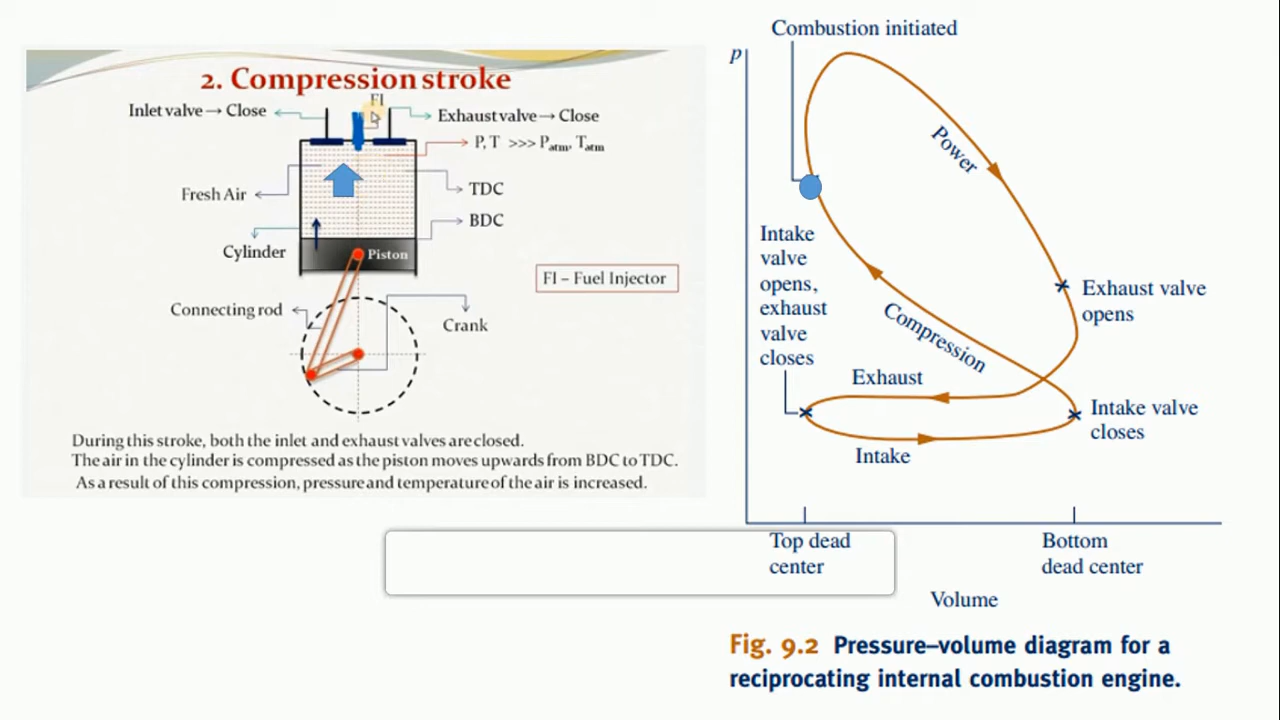 2. Compression stroke
FI
Inlet valve → Close
Exhaust valve → Close
P, T >>> Patm, Tatm
Fresh Air
TDC
BDC
Cylinder
Piston
FI – Fuel Injector
Connecting rod
Crank
During this stroke, both the inlet and exhaust valves are closed.
The air in the cylinder is compressed as the piston moves upwards from BDC to TDC.
As a result of this compression, pressure and temperature of the air is increased.
Combustion initiated
p
Power
Intake
valve
opens,
exhaust
valve
closes
Exhaust valve
opens
Compression
Exhaust
Intake valve
closes
Intake
Top dead
center
Bottom
dead center
Volume
Fig. 9.2 Pressure–volume diagram for a
reciprocating internal combustion engine.